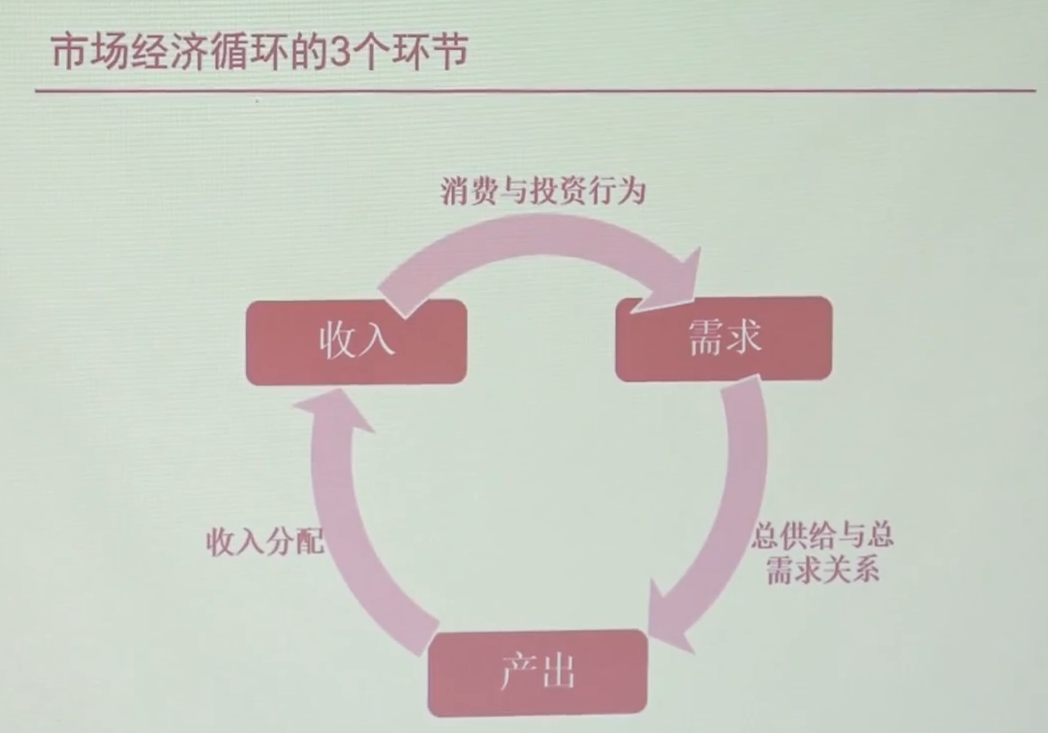 市场经济循环的3个环节
消费与投资行为
收入
需求
收入分配
总供给与总
需求关系
产出